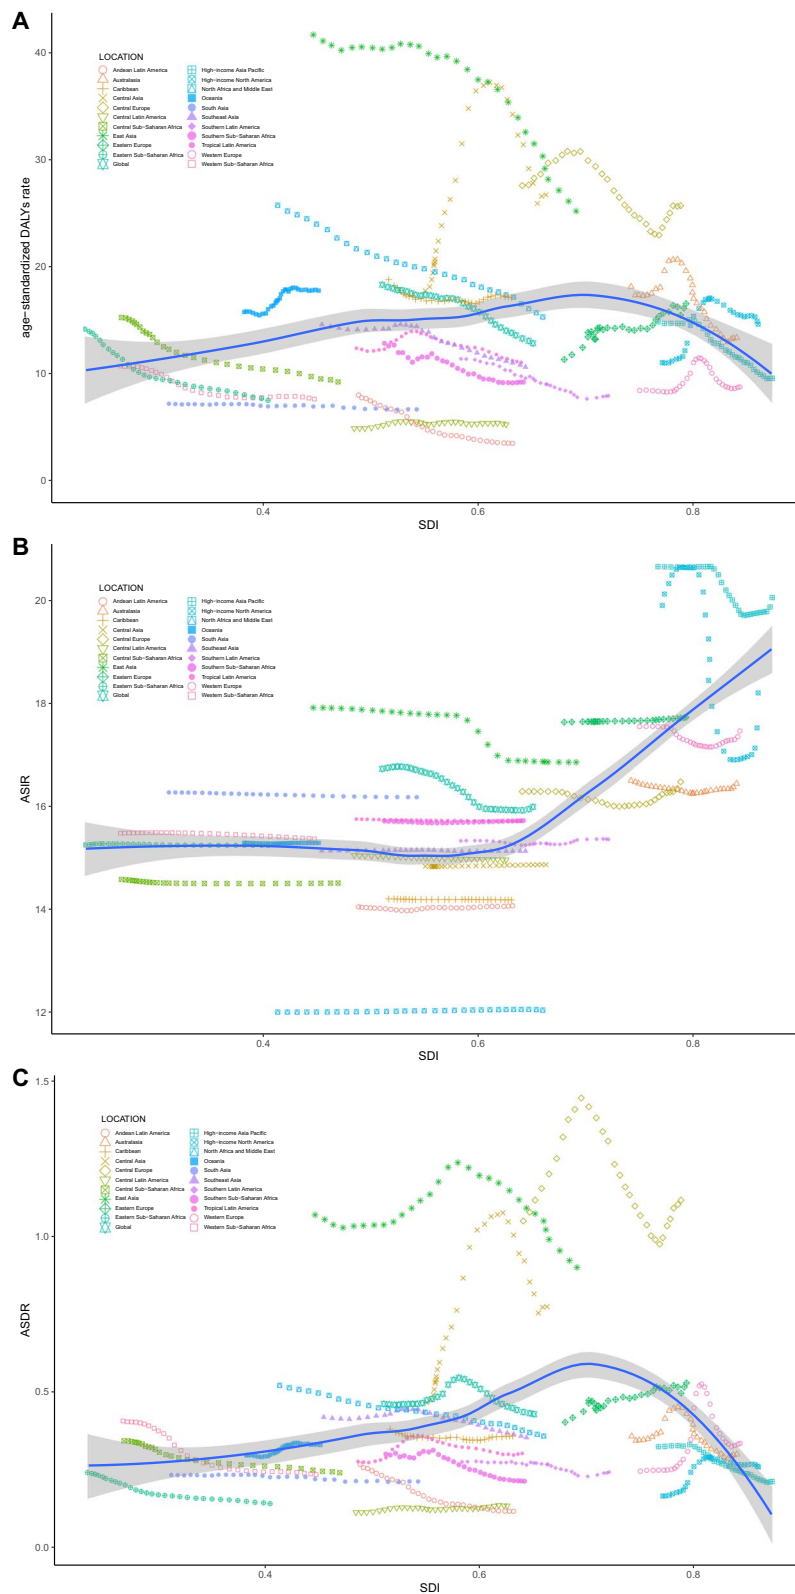 A
age-standardized DALYs rate
40
30
20
10
0
LOCATION
Andean Latin America
Australasia
Caribbean
Central Asia
Central Europe
Central Latin America
Central Sub-Saharan Africa
East Asia
Eastern Europe
Eastern Sub-Saharan Africa
Global
High-income Asia Pacific
High-income North America
North Africa and Middle East
Oceania
South Asia
Southeast Asia
Southern Latin America
Southern Sub-Saharan Africa
Tropical Latin America
Western Europe
Western Sub-Saharan Africa
0.4
0.6
0.8
SDI
B
ASIR
20
18
16
14
12
LOCATION
Andean Latin America
Australasia
Caribbean
Central Asia
Central Europe
Central Latin America
Central Sub-Saharan Africa
East Asia
Eastern Europe
Eastern Sub-Saharan Africa
Global
High-income Asia Pacific
High-income North America
North Africa and Middle East
Oceania
South Asia
Southeast Asia
Southern Latin America
Southern Sub-Saharan Africa
Tropical Latin America
Western Europe
Western Sub-Saharan Africa
0.4
0.6
0.8
SDI
C
ASDR
1.5
1.0
0.5
0.0
LOCATION
Andean Latin America
Australasia
Caribbean
Central Asia
Central Europe
Central Latin America
Central Sub-Saharan Africa
East Asia
Eastern Europe
Eastern Sub-Saharan Africa
Global
High-income Asia Pacific
High-income North America
North Africa and Middle East
Oceania
South Asia
Southeast Asia
Southern Latin America
Southern Sub-Saharan Africa
Tropical Latin America
Western Europe
Western Sub-Saharan Africa
0.4
0.6
0.8
SDI